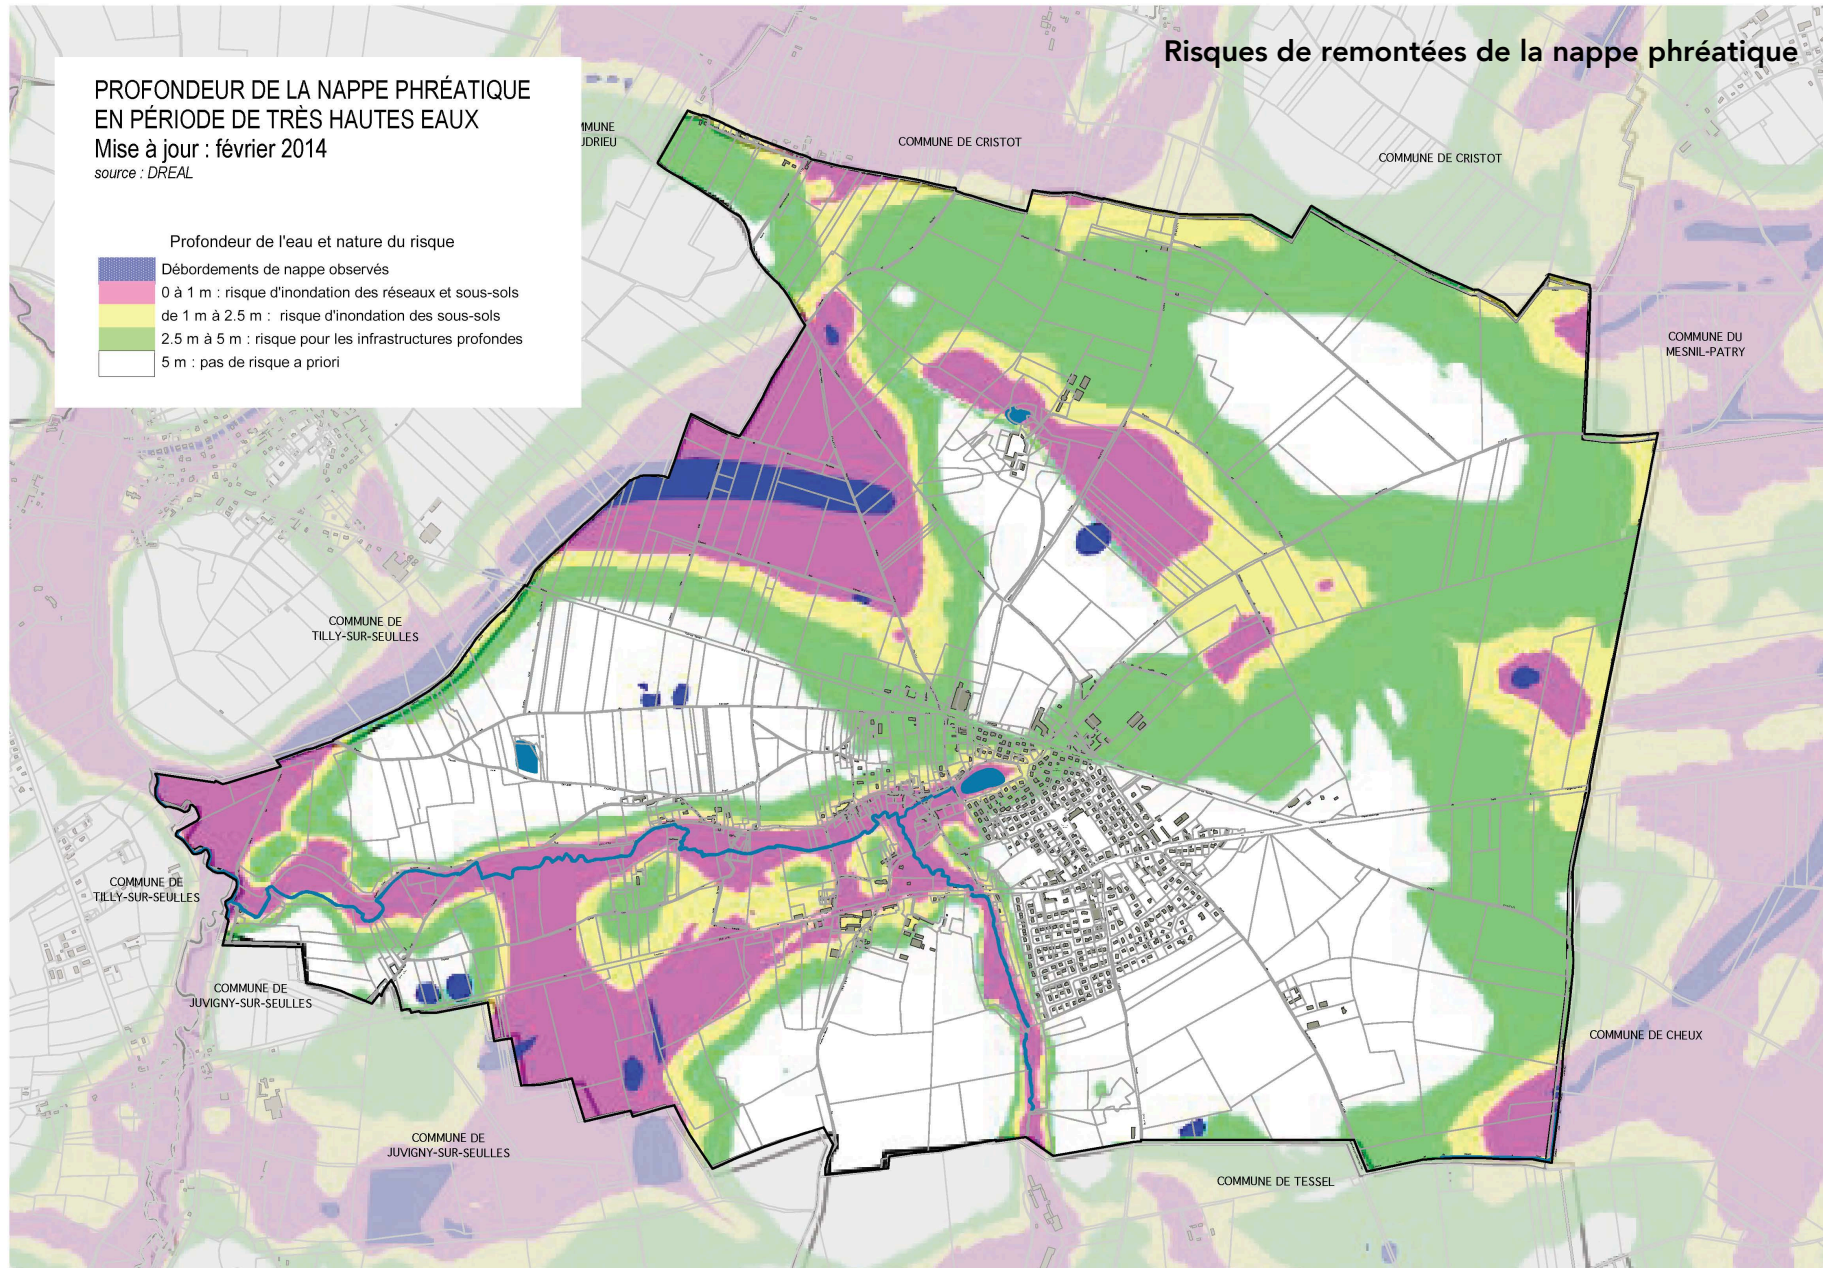 Risques de remontées de la nappe phréatique
PROFONDEUR DE LA NAPPE PHRÉATIQUE
EN PÉRIODE DE TRÈS HAUTES EAUX
Mise à jour : février 2014
source : DREAL
Profondeur de l'eau et nature du risque
Débordements de nappe observés
0 à 1 m : risque d'inondation des réseaux et sous-sols
de 1 m à 2.5 m : risque d'inondation des sous-sols
2.5 m à 5 m : risque pour les infrastructures profondes
5 m : pas de risque a priori
COMMUNE DE CRISTOT
COMMUNE DE CRISTOT
COMMUNE DU
MESNIL-PATRY
COMMUNE DE
TILLY-SUR-SEULLES
COMMUNE DE
TILLY-SUR-SEULLES
COMMUNE DE
JUVIGNY-SUR-SEULLES
COMMUNE DE CHEUX
COMMUNE DE
JUVIGNY-SUR-SEULLES
COMMUNE DE TESSEL